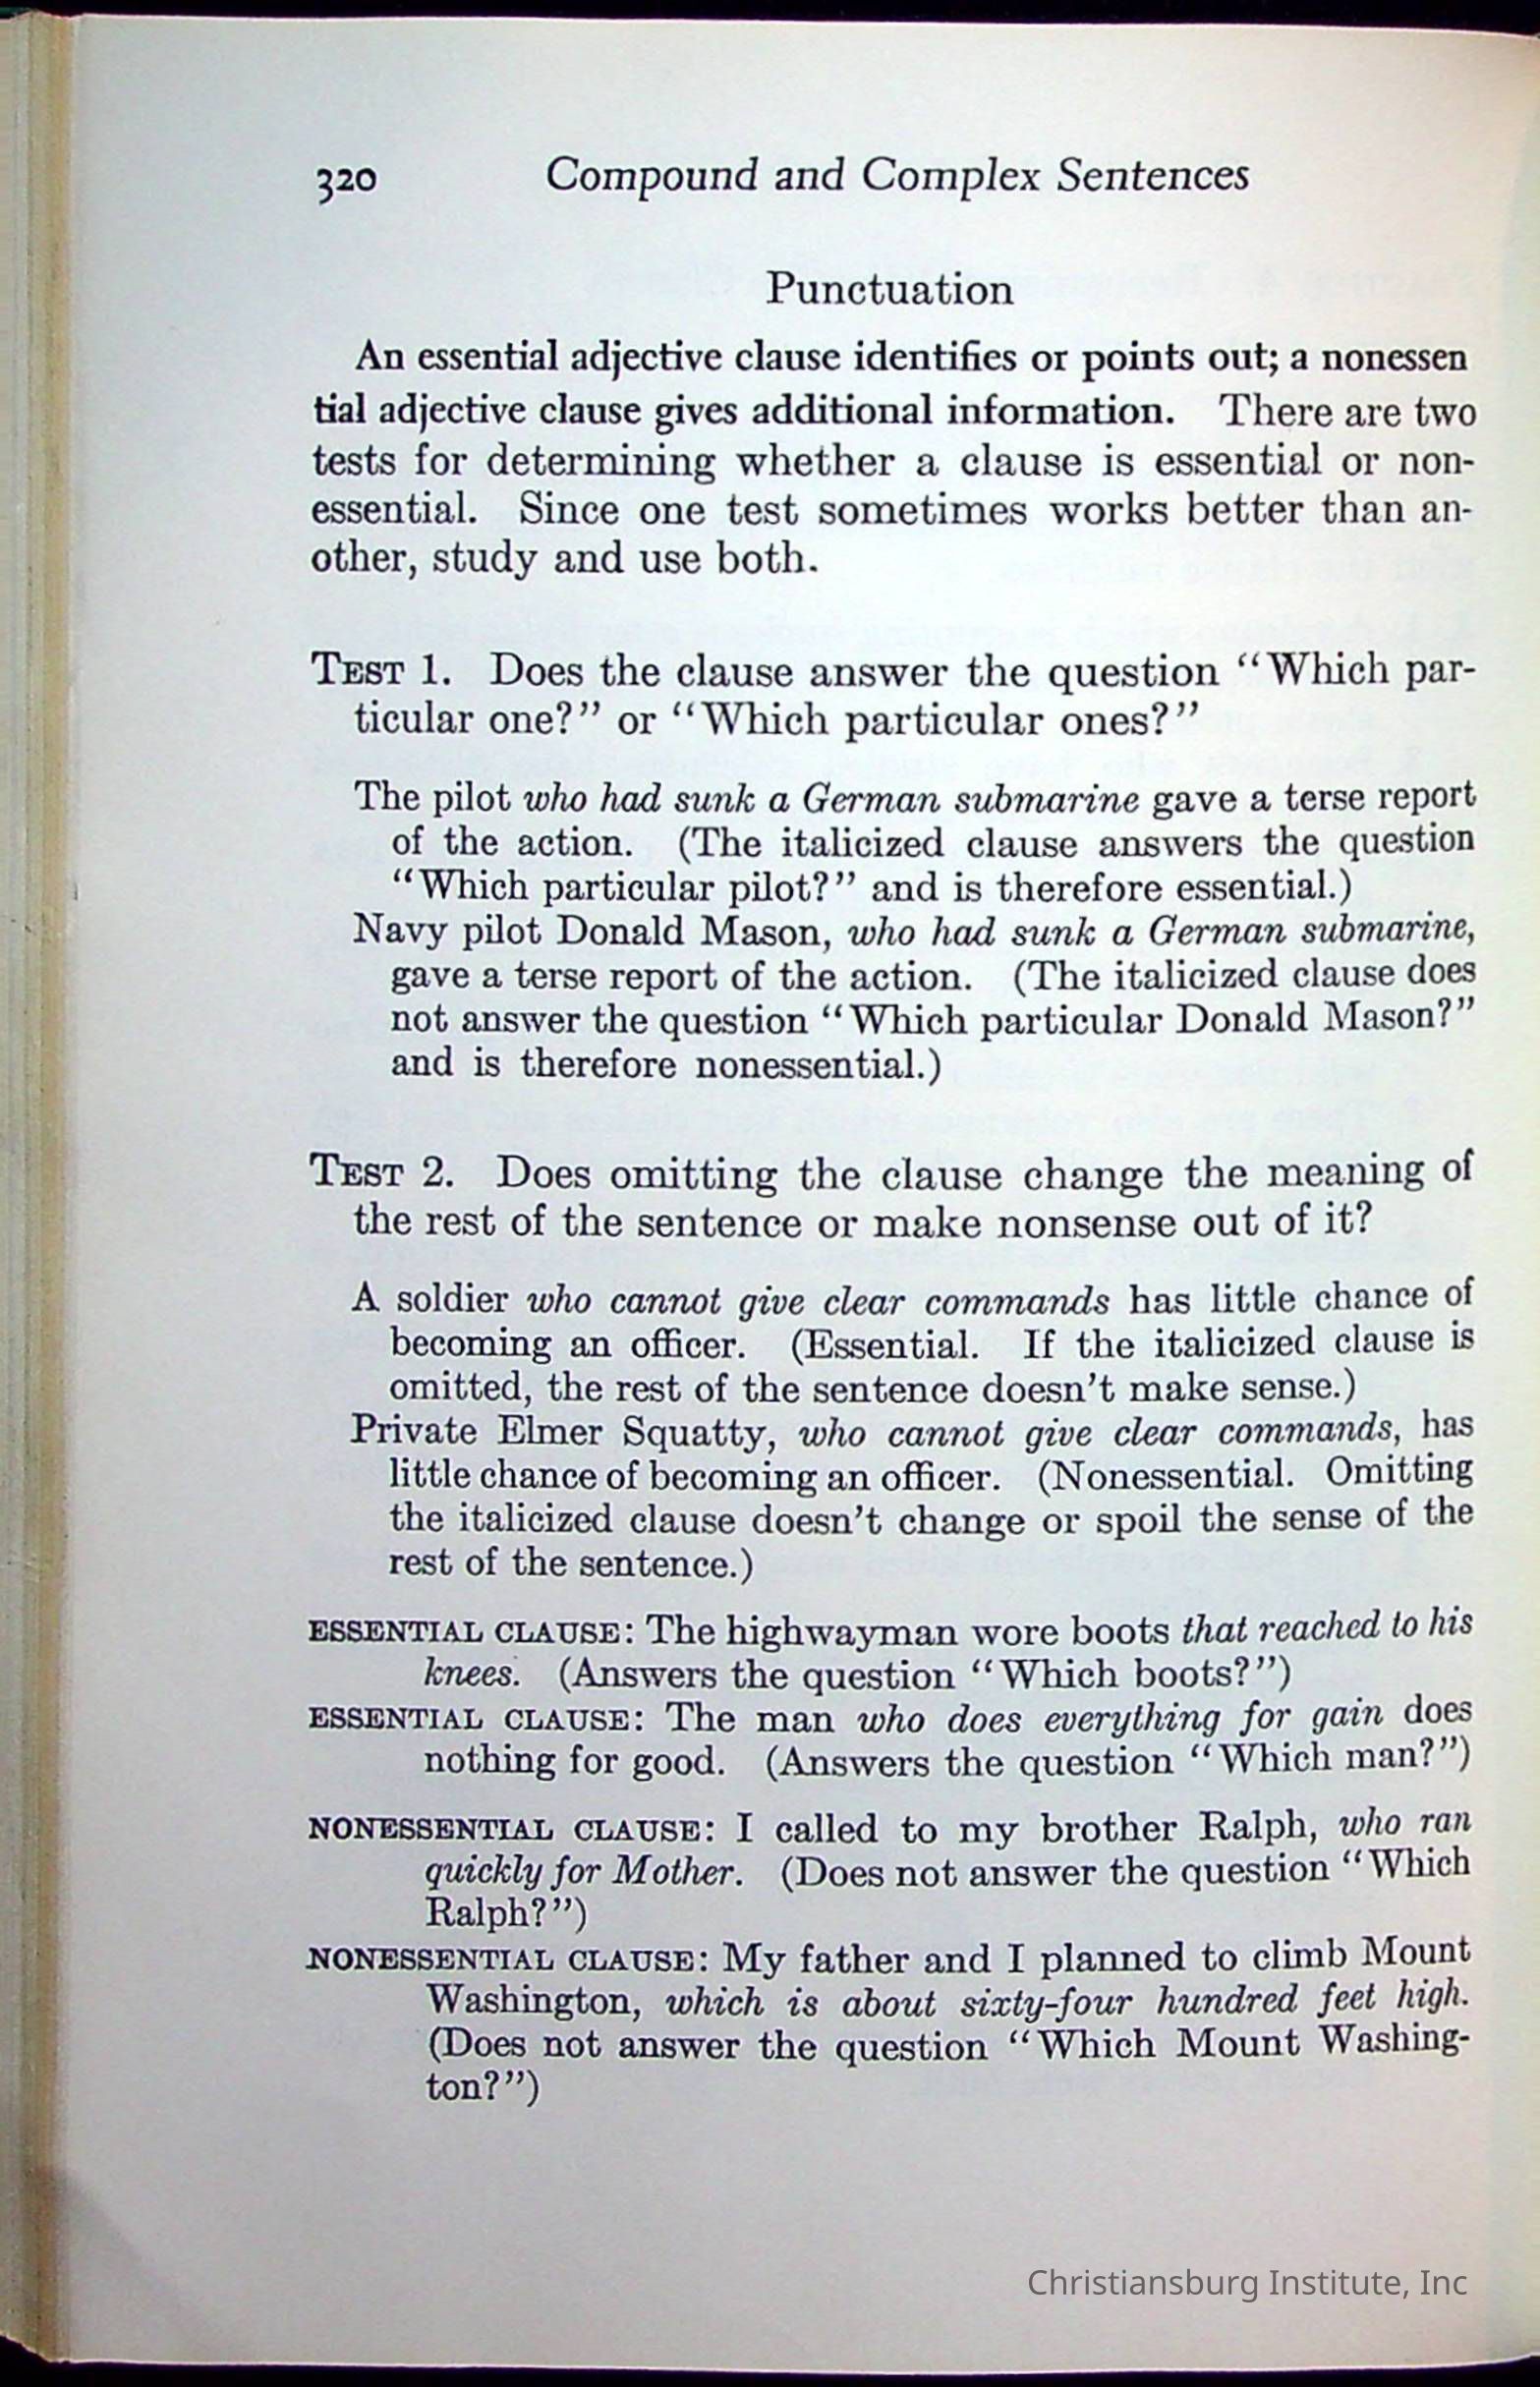 320 Compound and Complex Sentences
Punctuation
An essential adjective clause identifies or points out; a nonessen
tial adjective clause gives additional information. There are two
tests for determining whether a clause is essential or non-
essential. Since one test sometimes works better than an-
other, study and use both.
TEST 1. Does the clause answer the question “Which par-
ticular one?” or “Which particular ones?”
The pilot who had sunk a German submarine gave a terse report
of the action. (The italicized clause answers the question
“Which particular pilot?” and is therefore essential.)
Navy pilot Donald Mason, who had sunk a German submarine,
gave a terse report of the action. (The italicized clause does
not answer the question “Which particular Donald Mason?”
and is therefore nonessential.)
TEST 2. Does omitting the clause change the meaning of
the rest of the sentence or make nonsense out of it?
A soldier who cannot give clear commands has little chance of
becoming an officer. (Essential. If the italicized clause is
omitted, the rest of the sentence doesn’t make sense.)
Private Elmer Squatty, who cannot give clear commands, has
little chance of becoming an officer. (Nonessential. Omitting
the italicized clause doesn’t change or spoil the sense of the
rest of the sentence.)
ESSENTIAL CLAUSE: The highwayman wore boots that reached to his
knees. (Answers the question “Which boots?”)
ESSENTIAL CLAUSE: The man who does everything for gain does
nothing for good. (Answers the question “Which man?”)
NONESSENTIAL CLAUSE: I called to my brother Ralph, who ran
quickly for Mother. (Does not answer the question “Which
Ralph?”)
NONESSENTIAL CLAUSE: My father and I planned to climb Mount
Washington, which is about sixty-four hundred feet high.
(Does not answer the question “Which Mount Washing-
ton?”)
Christiansburg Institute, Inc